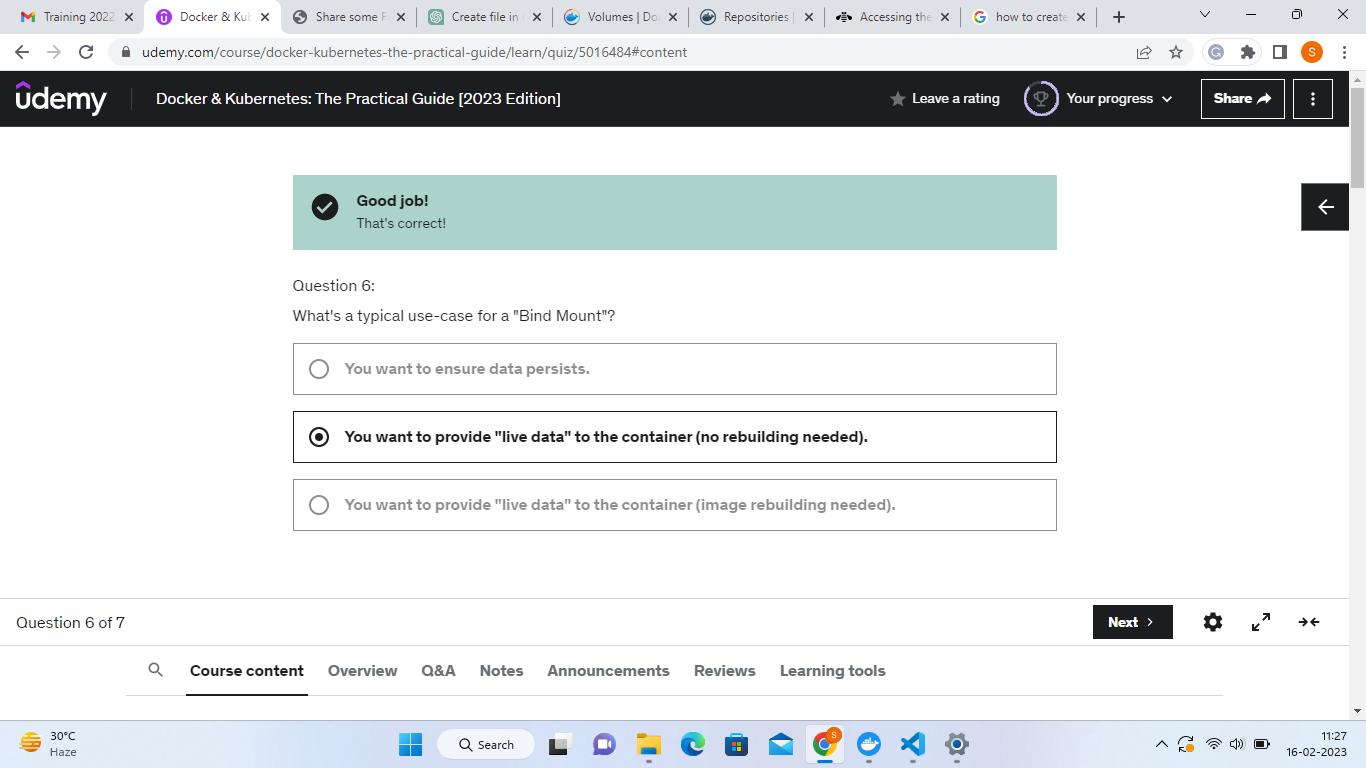 Training 2022
Docker & Kub
Share some F
Create file in
Volumes | Do
Repositories |
Accessing the
how to create
udemy.com/course/docker-kubernetes-the-practical-guide/learn/quiz/5016484#content
S
udemy
Docker & Kubernetes: The Practical Guide [2023 Edition]
Leave a rating
Your progress
Share
Good job!
That's correct!
Question 6:
What's a typical use-case for a "Bind Mount"?
You want to ensure data persists.
You want to provide "live data" to the container (no rebuilding needed).
You want to provide "live data" to the container (image rebuilding needed).
Question 6 of 7
Next
Course content
Overview
Q&A
Notes
Announcements
Reviews
Learning tools
30°C
Haze
Search
S
11:27
16-02-2023